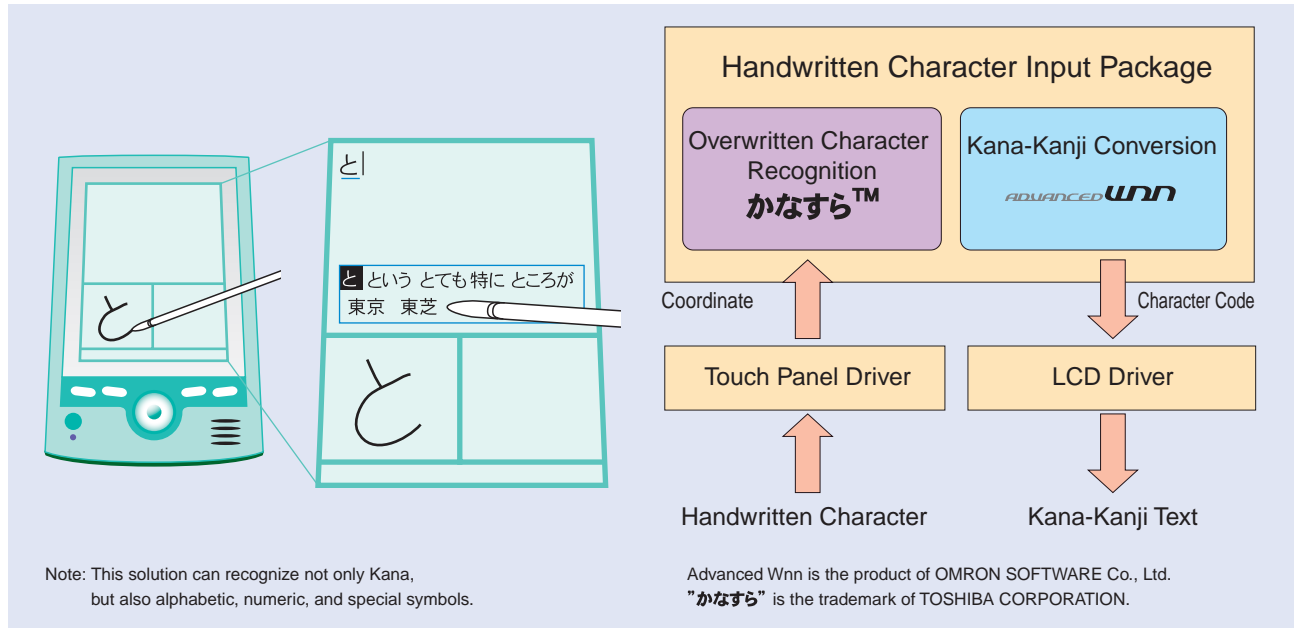 と
と という とても 特に ところが
東京 東芝
と
と
Note: This solution can recognize not only Kana,
but also alphabetic, numeric, and special symbols.
Handwritten Character Input Package
Overwritten Character
Recognition
かなすら™
Kana-Kanji Conversion
ADVANCED Wnn
Coordinate
Character Code
Touch Panel Driver
LCD Driver
Handwritten Character
Kana-Kanji Text
Advanced Wnn is the product of OMRON SOFTWARE Co., Ltd.
"かなすら" is the trademark of TOSHIBA CORPORATION.